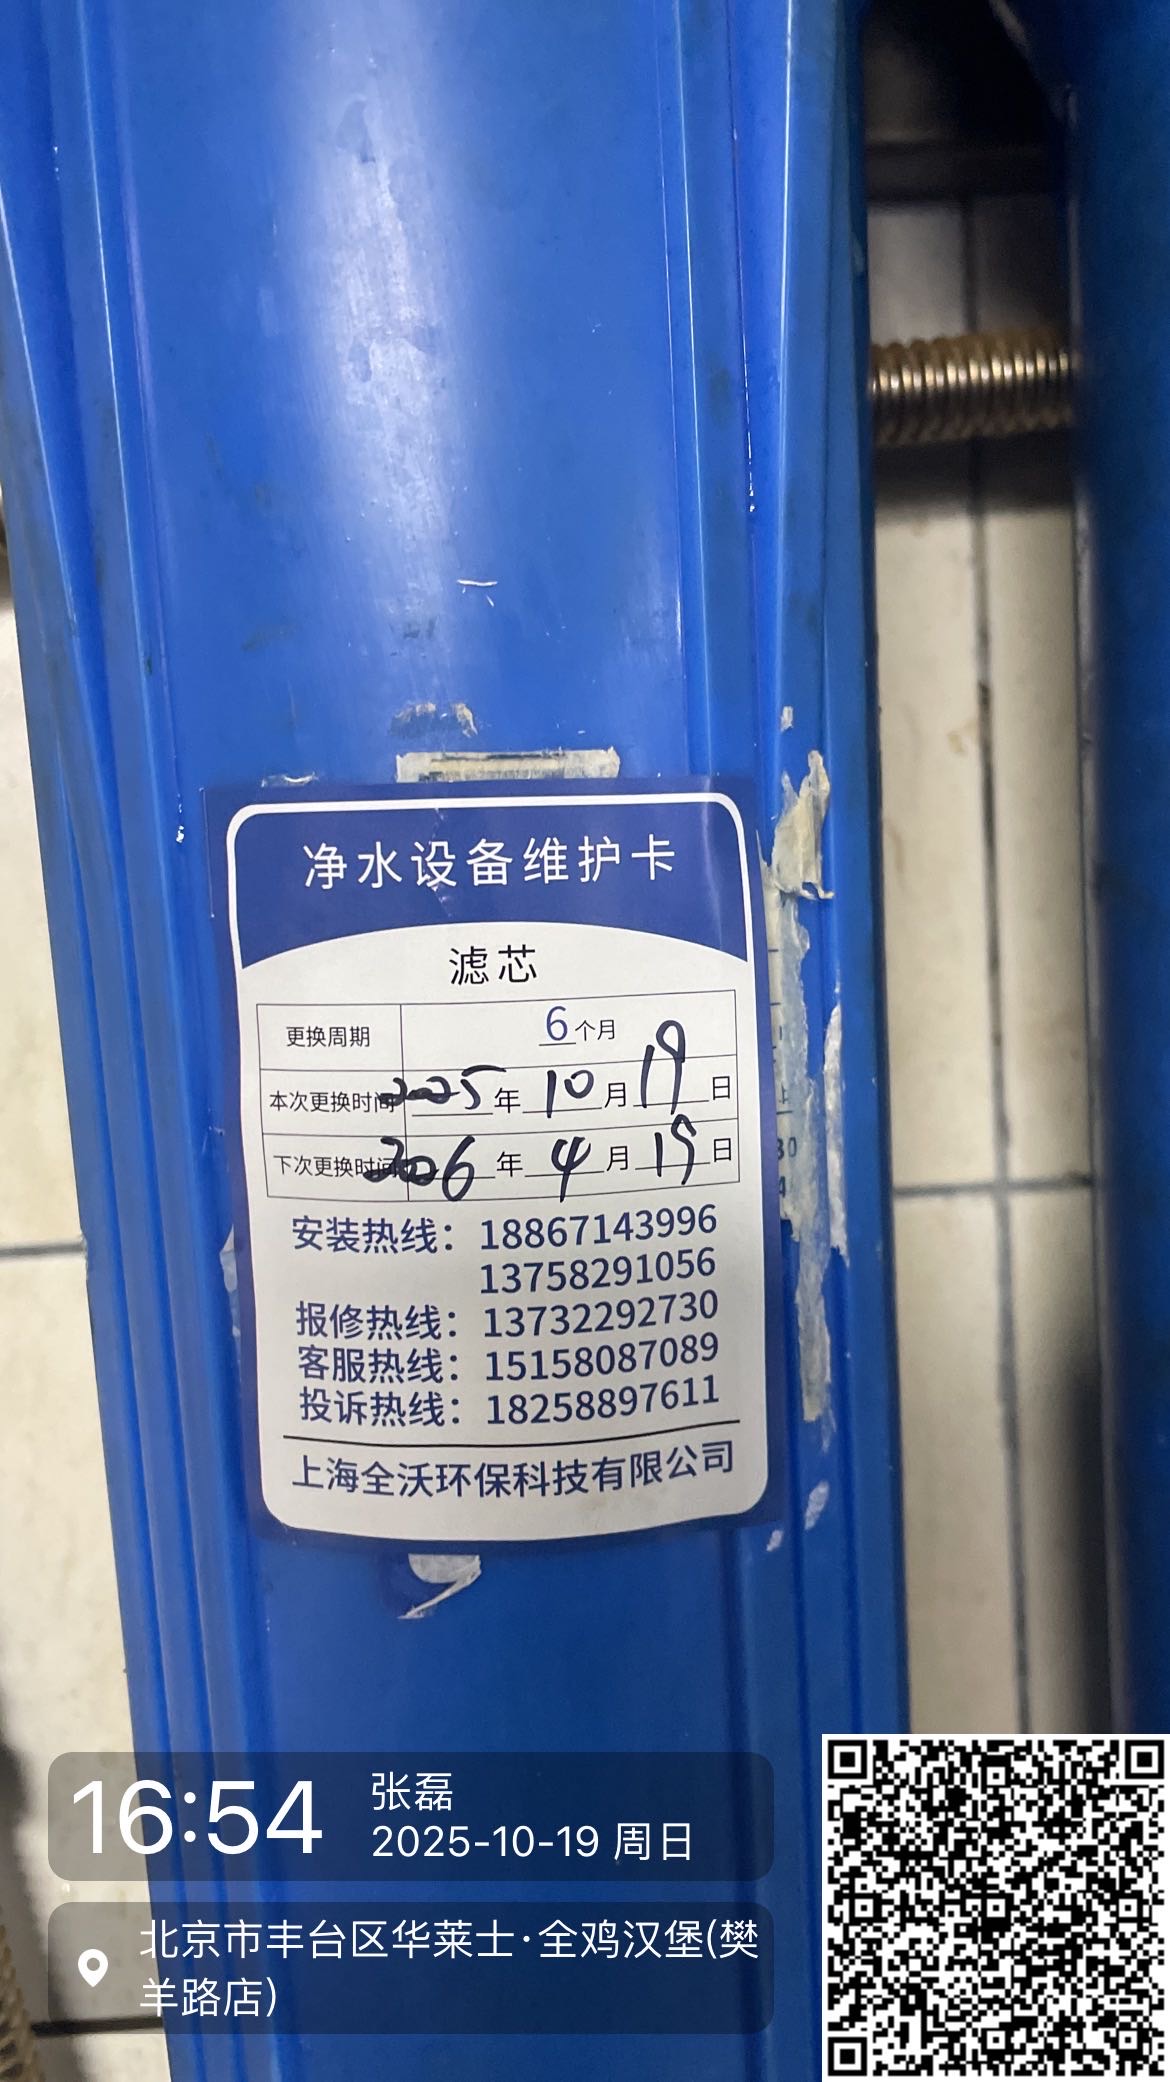 净水设备维护卡
滤芯
更换周期 6个月
本次更换时间 2025年10月19日
下次更换时间 2026年4月19日
安装热线：18867143996
13758291056
报修热线：13732292730
客服热线：15158087089
投诉热线：18258897611
上海全沃环保科技有限公司
16:54
张磊
2025-10-19 周日
北京市丰台区华莱士·全鸡汉堡(樊
羊路店)